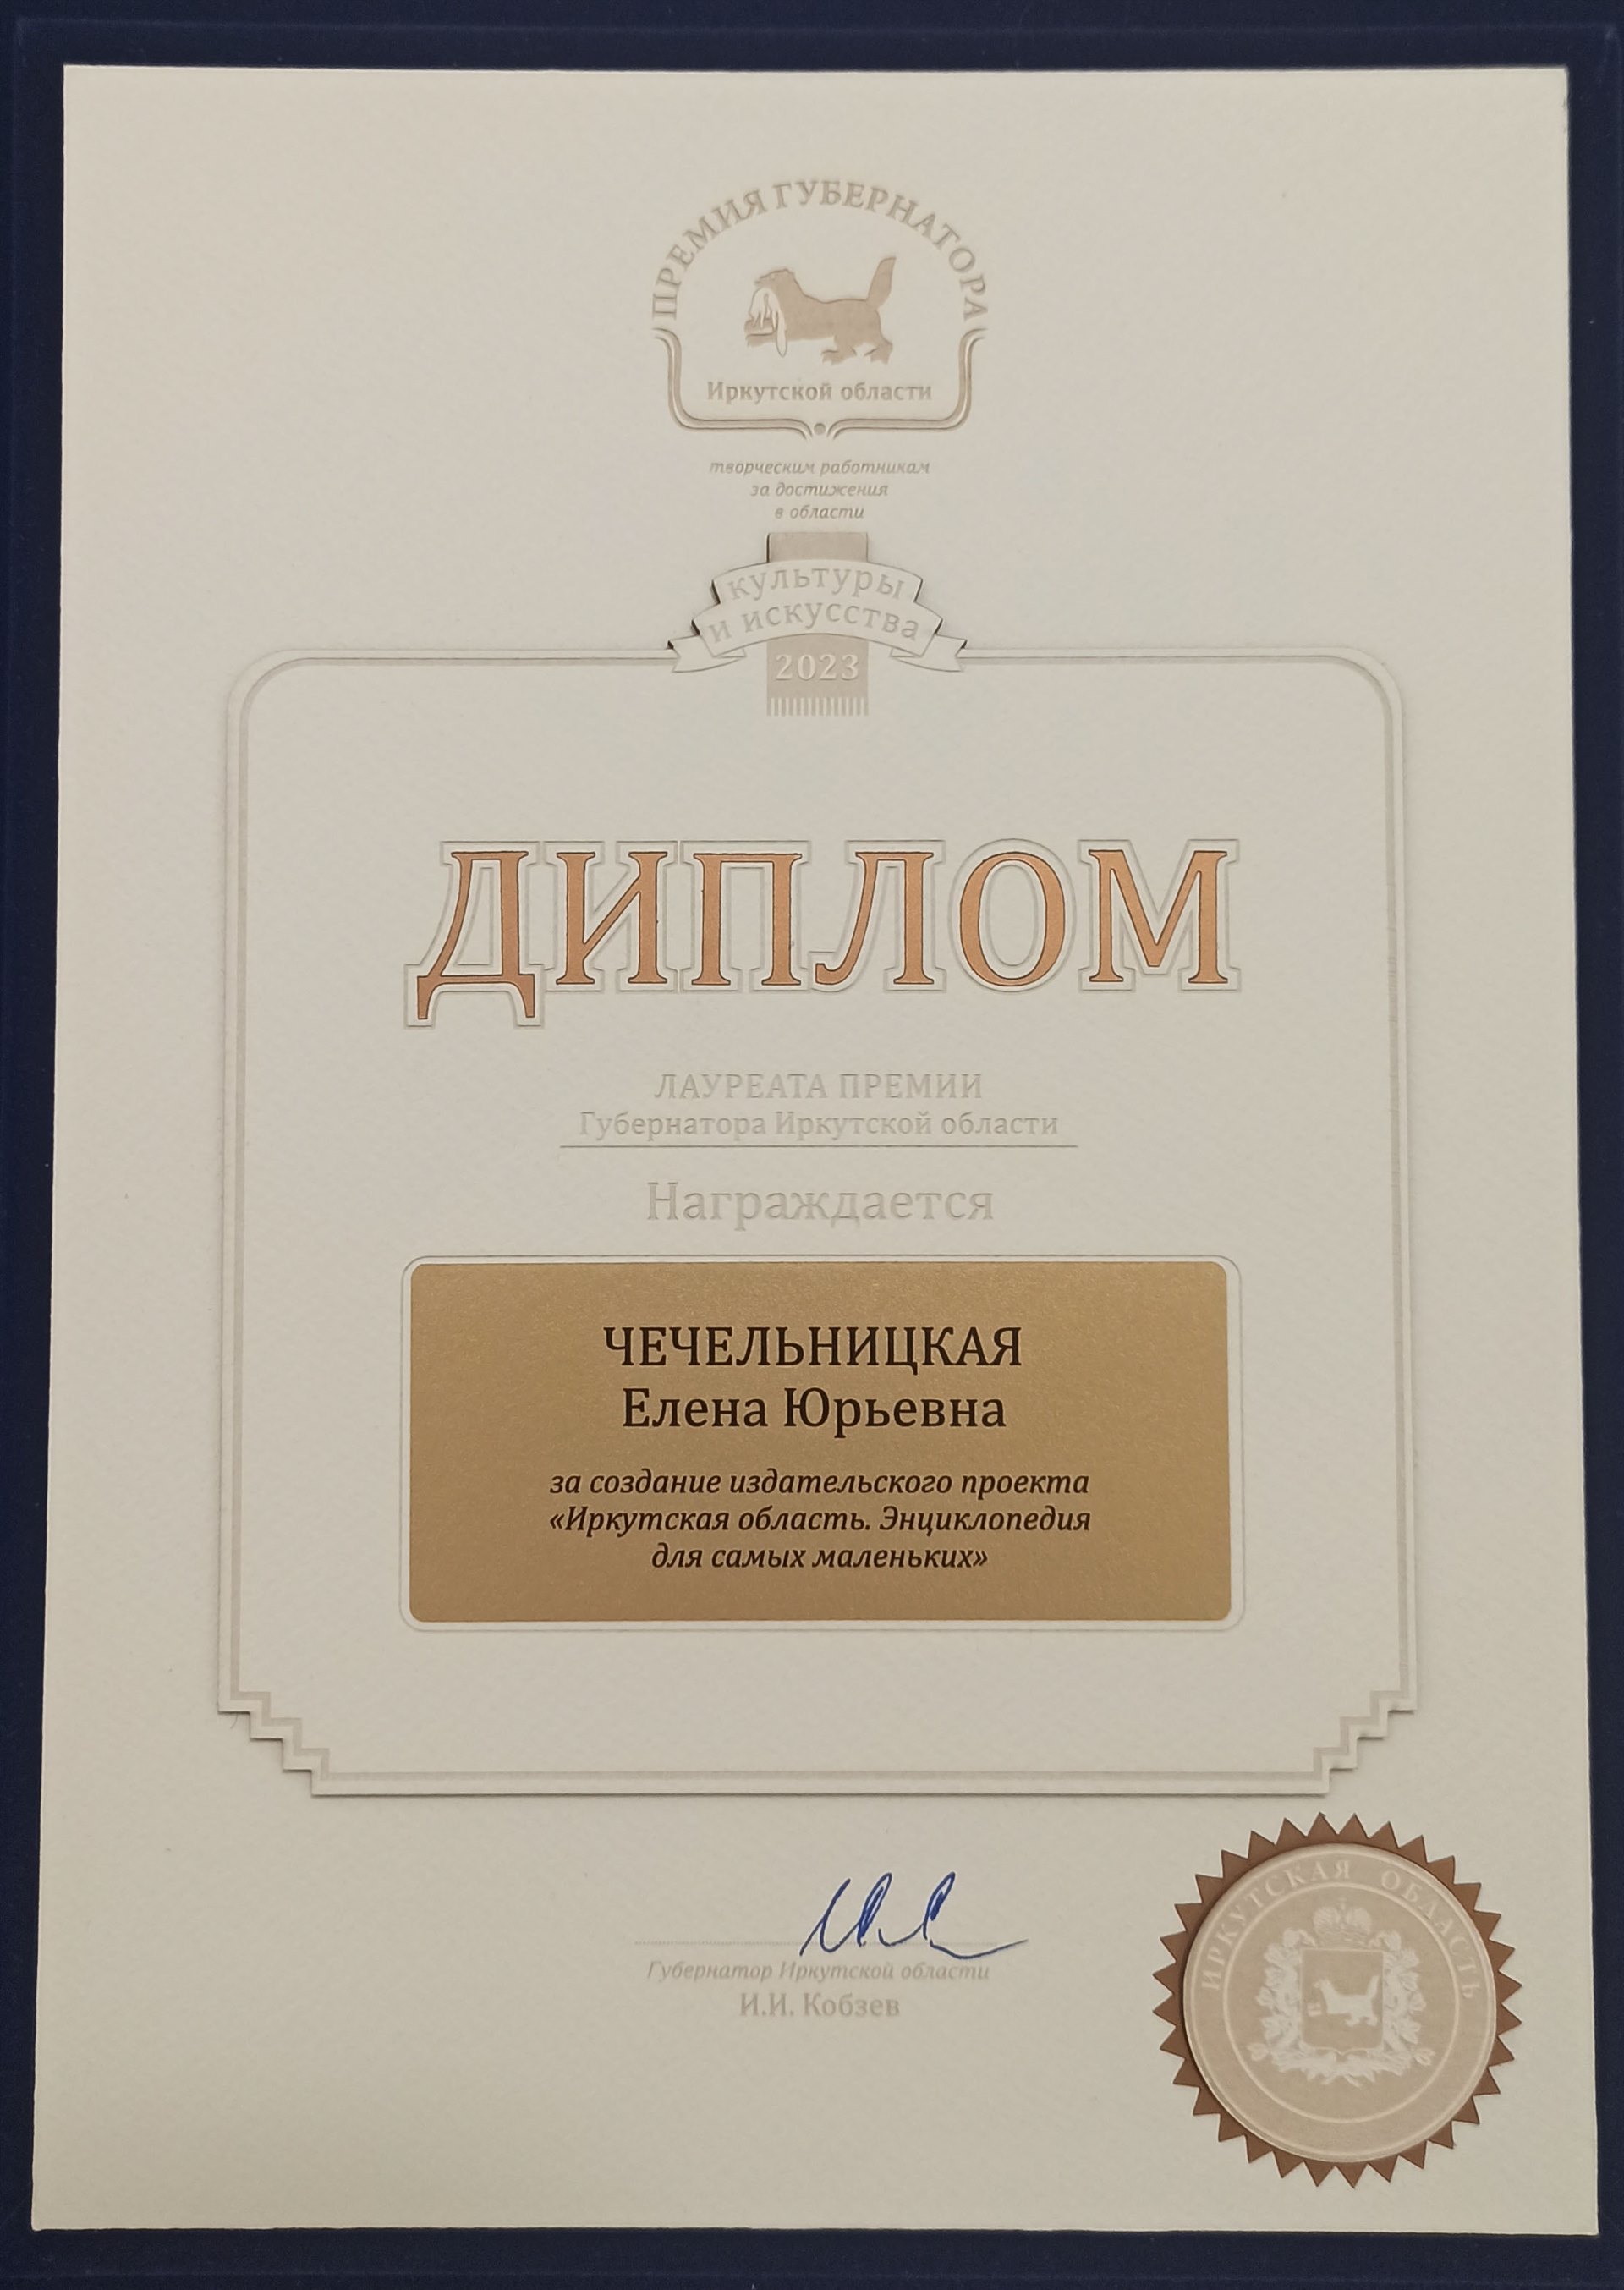 ПРЕМИЯ ГУБЕРНАТОРА
Иркутской области
творческим работникам
за достижения
в области
культуры
и искусства
2023
ДИПЛОМ
ЛАУРЕАТА ПРЕМИИ
Губернатора Иркутской области
Награждается
ЧЕЧЕЛЬНИЦКАЯ
Елена Юрьевна
за создание издательского проекта
«Иркутская область. Энциклопедия
для самых маленьких»
Губернатор Иркутской области
И.И. Кобзев
ИРКУТСКАЯ ОБЛАСТЬ